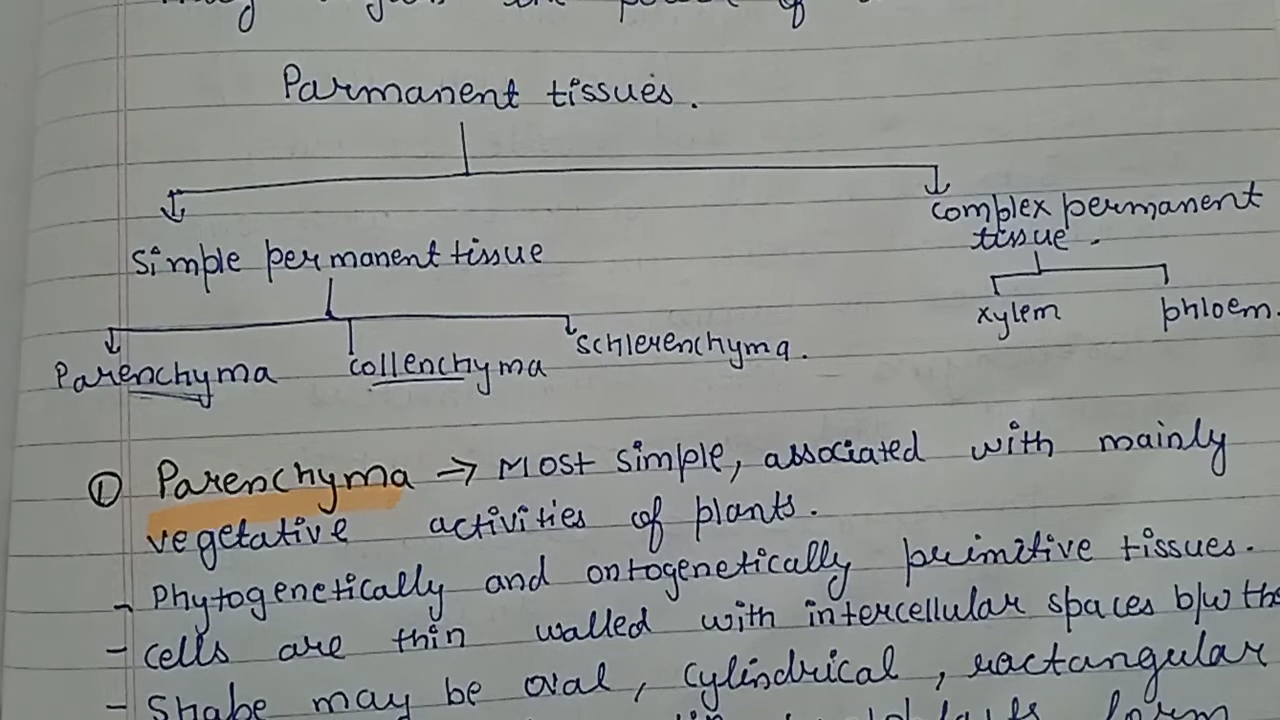 Parmanent tissues.
simple permanent tissue
complex permanent
tissue.
xylem phloem.
Parenchyma collenchyma schlerenchyma.
① Parenchyma → Most simple, associated with mainly
vegetative activities of plants.
- Phytogenetically and ontogenetically primitive tissues.
- cells are thin walled with intercellular spaces b/w the
- Shape may be oval, cylindrical, ractangular